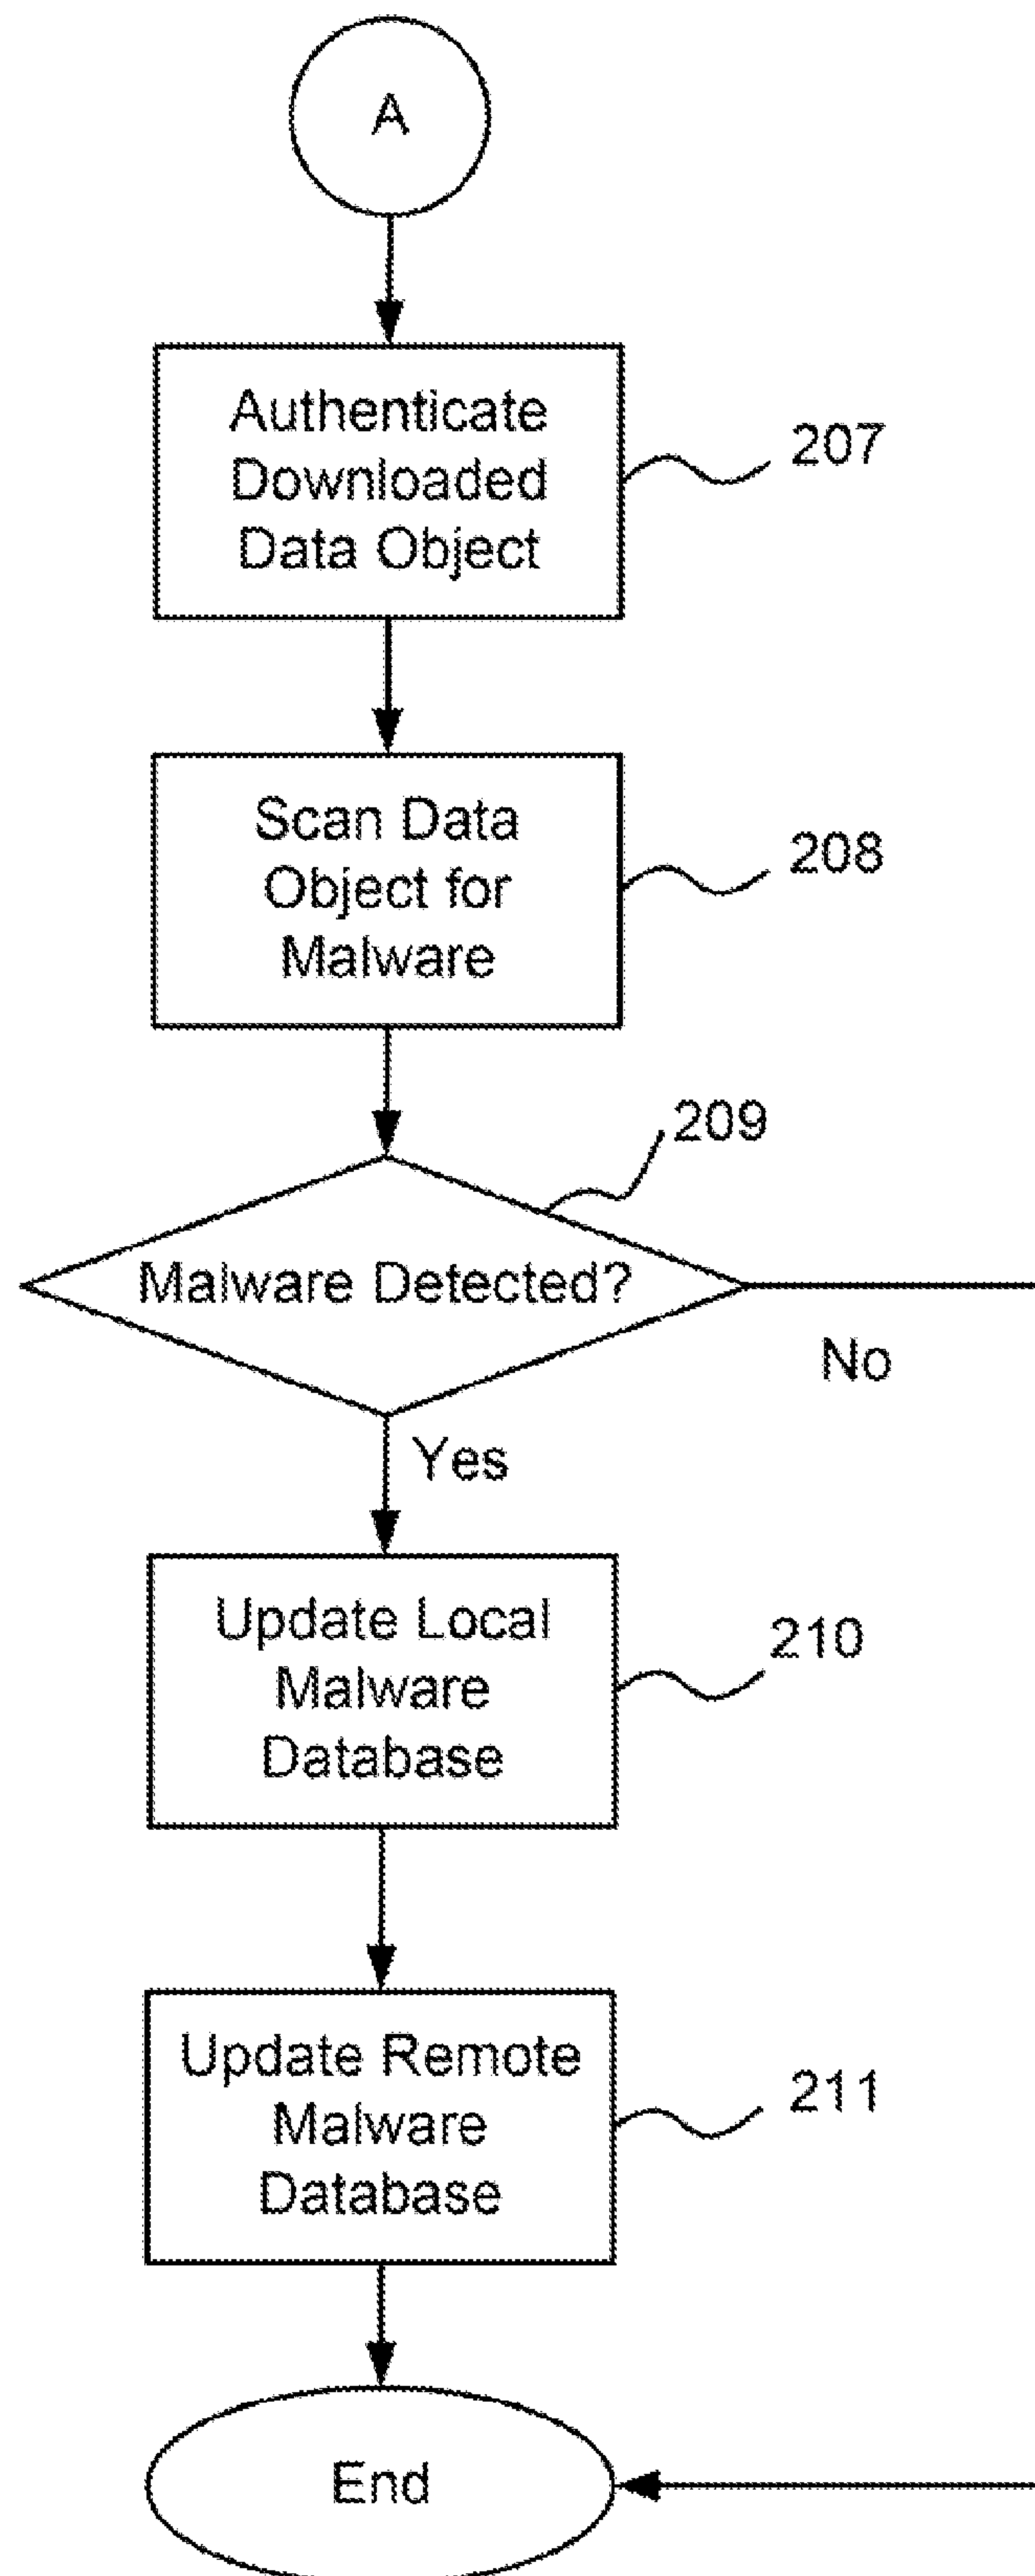 A
Authenticate
Downloaded
Data Object
207
Scan Data
Object for
Malware
208
209
Malware Detected?
No
Yes
Update Local
Malware
Database
210
Update Remote
Malware
Database
211
End